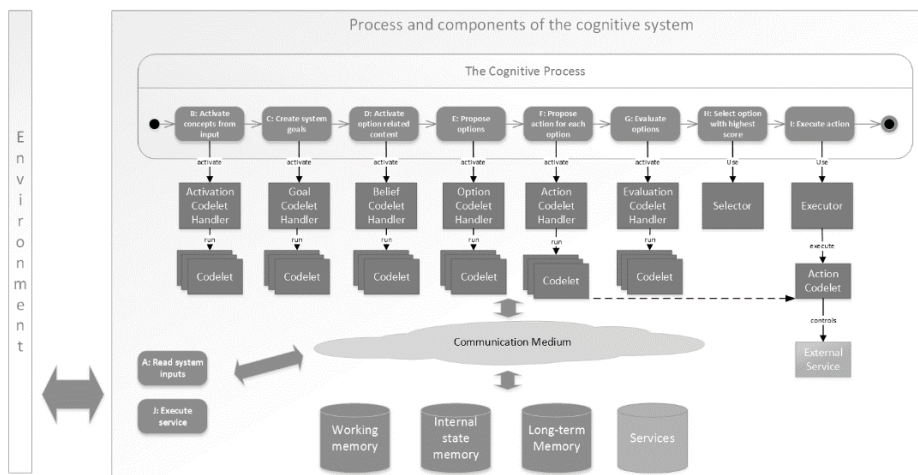 Process and components of the cognitive system
The Cognitive Process
Environment
B: Activate
concepts from
input
C: Create system
goals
D: Activate
option related
content
E: Propose
options
F: Propose
action for each
option
G: Evaluate
options
H: Select option
with highest
score
I: Execute action
activate
activate
activate
activate
activate
activate
Use
Use
Activation
Codelet
Handler
Goal
Codelet
Handler
Belief
Codelet
Handler
Option
Codelet
Handler
Action
Codelet
Handler
Evaluation
Codelet
Handler
Selector
Executor
run
run
run
run
run
run
execute
Codelet
Codelet
Codelet
Codelet
Codelet
Codelet
Action
Codelet
controls
Communication Medium
External
Service
A: Read system
inputs
J: Execute
service
Working
memory
Internal
state
memory
Long-term
Memory
Services